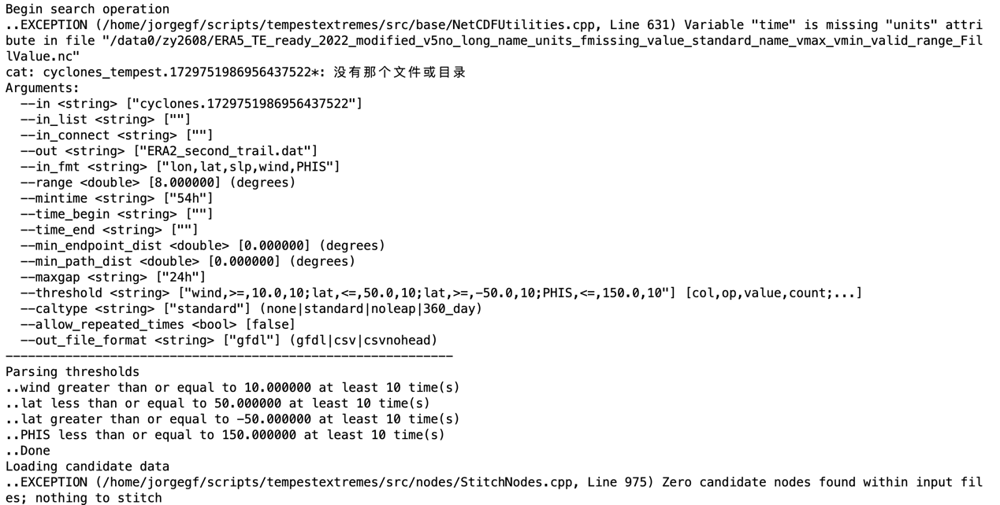 Begin search operation
..EXCEPTION (/home/jorgegf/scripts/tempestextremes/src/base/NetCDFUtilities.cpp, Line 631) Variable "time" is missing "units" attri
bute in file "/data0/zy2608/ERA5_TE_ready_2022_modified_v5no_long_name_units_fmissing_value_standard_name_vmax_vmin_valid_range_Fil
lValue.nc"
cat: cyclones_tempest.1729751986956437522*: 没有那个文件或目录
Arguments:
  --in <string> ["cyclones.1729751986956437522"]
  --in_list <string> [""]
  --in_connect <string> [""]
  --out <string> ["ERA2_second_trail.dat"]
  --in_fmt <string> ["lon,lat,slp,wind,PHIS"]
  --range <double> [8.000000] (degrees)
  --mintime <string> ["54h"]
  --time_begin <string> [""]
  --time_end <string> [""]
  --min_endpoint_dist <double> [0.000000] (degrees)
  --min_path_dist <double> [0.000000] (degrees)
  --maxgap <string> ["24h"]
  --threshold <string> ["wind,>=,10.0,10;lat,<=,50.0,10;lat,>=,-50.0,10;PHIS,<=,150.0,10"] [col,op,value,count;...]
  --caltype <string> ["standard"] (none|standard|noleap|360_day)
  --allow_repeated_times <bool> [false]
  --out_file_format <string> ["gfdl"] (gfdl|csv|csvnohead)
------------------------------------------------------------
Parsing thresholds
..wind greater than or equal to 10.000000 at least 10 time(s)
..lat less than or equal to 50.000000 at least 10 time(s)
..lat greater than or equal to -50.000000 at least 10 time(s)
..PHIS less than or equal to 150.000000 at least 10 time(s)
..Done
Loading candidate data
..EXCEPTION (/home/jorgegf/scripts/tempestextremes/src/nodes/StitchNodes.cpp, Line 975) Zero candidate nodes found within input fil
es; nothing to stitch